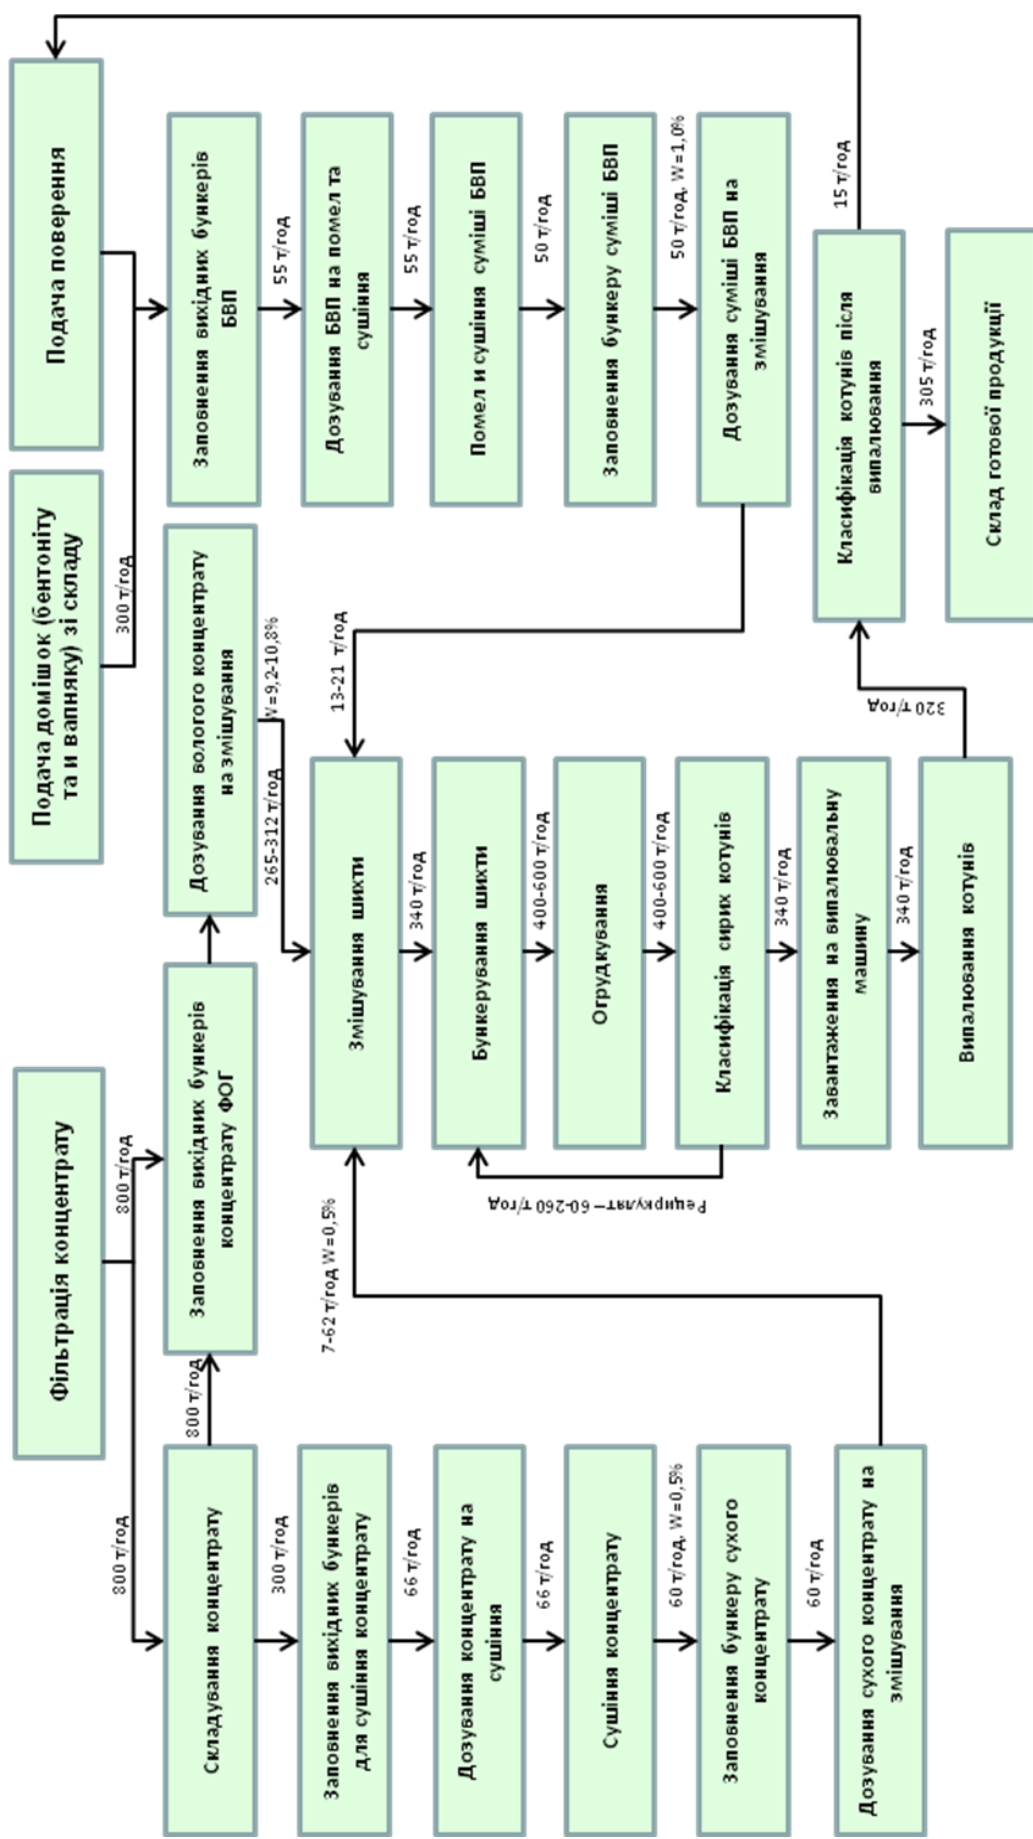 Фільтрація концентрату
Подача домішок (бентоніту
та и вапняку) зі складу
Подача поверення
800 т/год
800 т/год
300 т/год
Складування концентрату
800 т/год
Заповнення вихідних бункерів
концентрату ФОГ
Дозування вологого концентрату
на змішування
Заповнення вихідних бункерів
БВП
300 т/год
265-312 т/год
W=9,2-10,8%
55 т/год
Заповнення вихідних бункерів
для сушіння концентрату
Дозування БВП на помел та
сушіння
7-62 т/год W=0,5%
Змішування шихти
13-21 т/год
66 т/год
340 т/год
55 т/год
Дозування концентрату на
сушіння
Бункерування шихти
Помел и сушіння суміші БВП
66 т/год
400-600 т/год
50 т/год
Сушіння концентрату
Рециркулят – 60-260 т/год
Огрудкування
Заповнення бункеру суміші БВП
60 т/год, W=0,5%
400-600 т/год
50 т/год, W=1,0%
Заповнення бункеру сухого
концентрату
Класифікація сирих котунів
Дозування суміші БВП на
змішування
60 т/год
340 т/год
Дозування сухого концентрату на
змішування
Завантаження на випалювальну
машину
Класифікація котунів після
випалювання
15 т/год
340 т/год
320 т/год
305 т/год
Випалювання котунів
Склад готової продукції